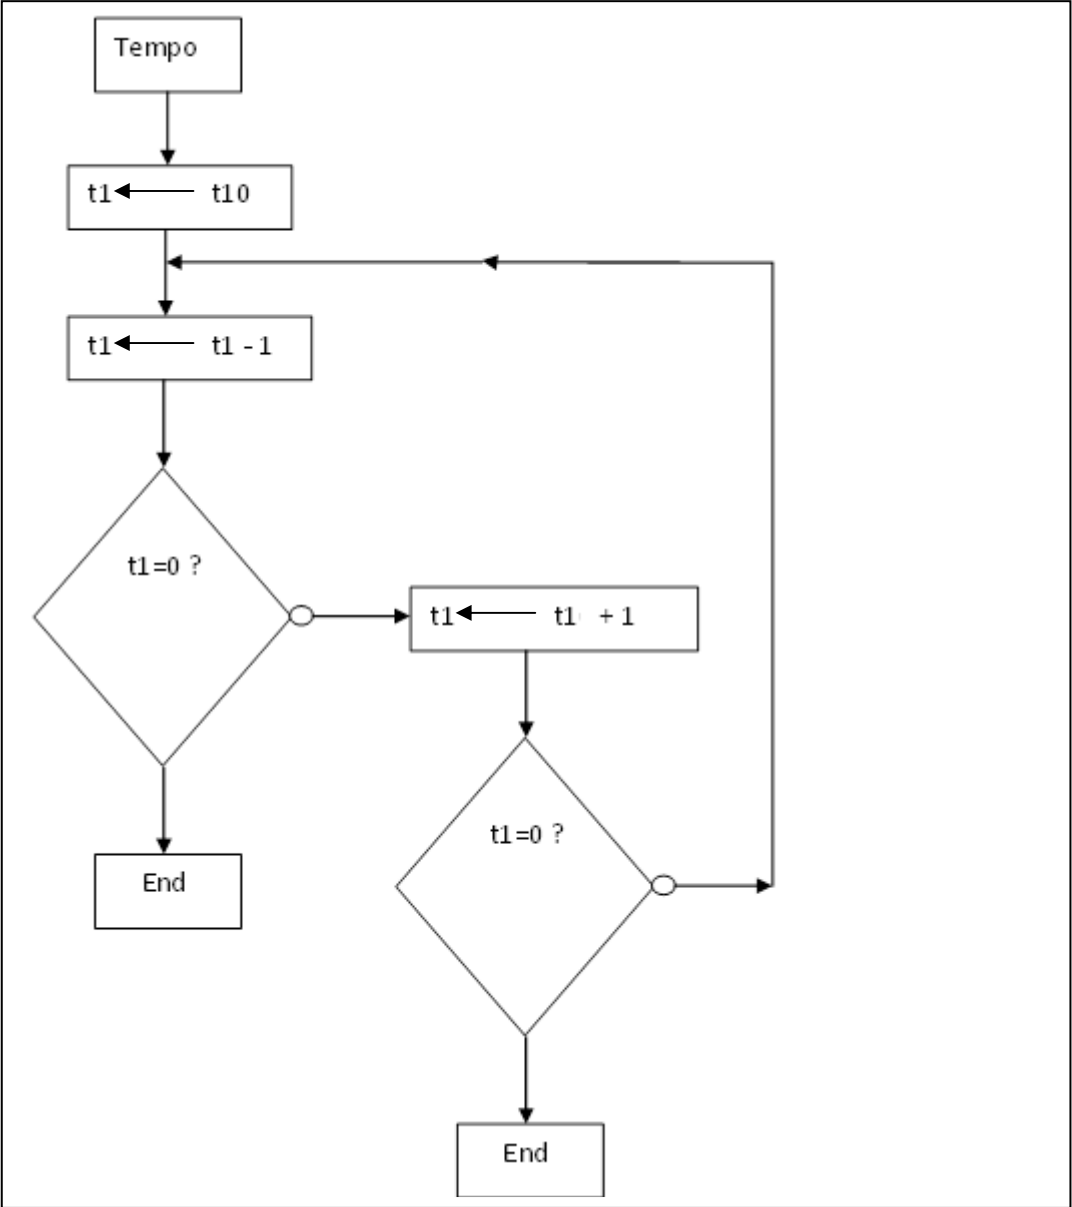 Tempo
t1 ← t10
t1 ← t1 - 1
t1=0 ?
t1 ← t1 + 1
t1=0 ?
End
End